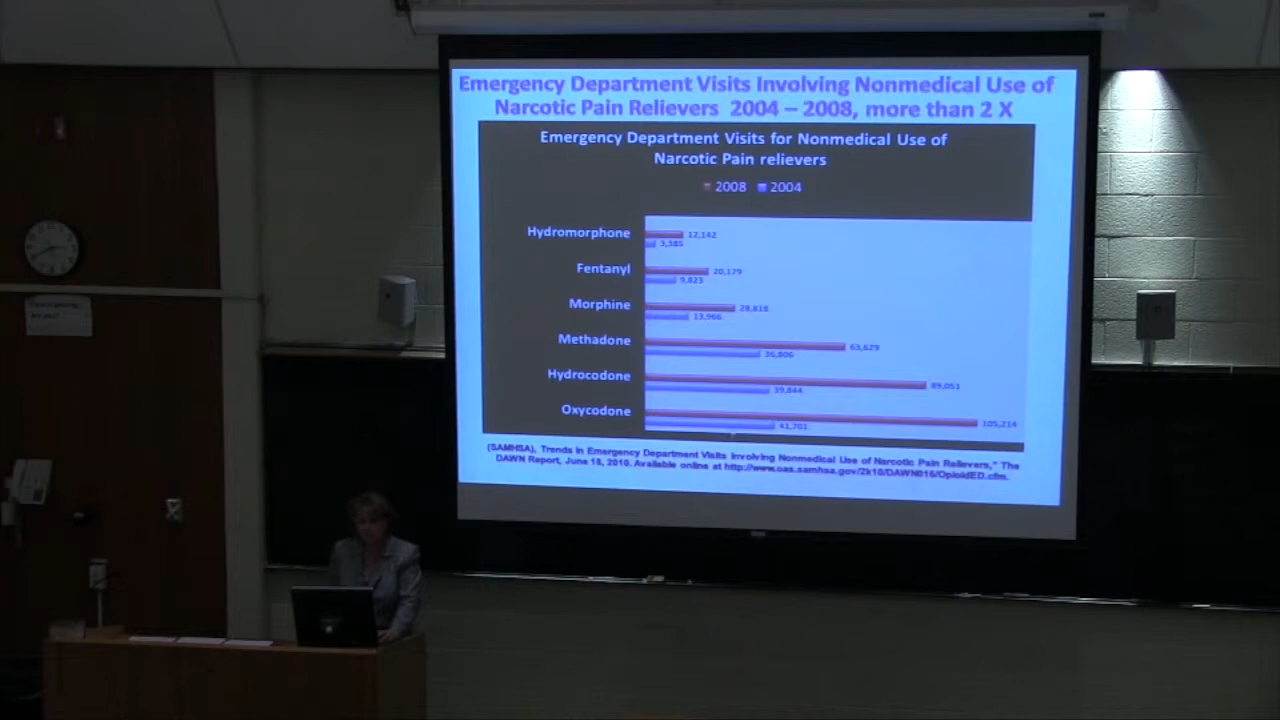 Emergency Department Visits Involving Nonmedical Use of
Narcotic Pain Relievers 2004 – 2008, more than 2 X
Emergency Department Visits for Nonmedical Use of
Narcotic Pain relievers
2008 2004
Hydromorphone 12,142
3,385
Fentanyl 20,179
9,823
Morphine 28,818
13,966
Methadone 63,629
36,806
Hydrocodone 89,051
39,844
Oxycodone 105,214
41,701
(SAMHSA), Trends in Emergency Department Visits Involving Nonmedical Use of Narcotic Pain Relievers," The
DAWN Report, June 18, 2010. Available online at http://www.oas.samhsa.gov/2k10/DAWN016/OpioidED.cfm.